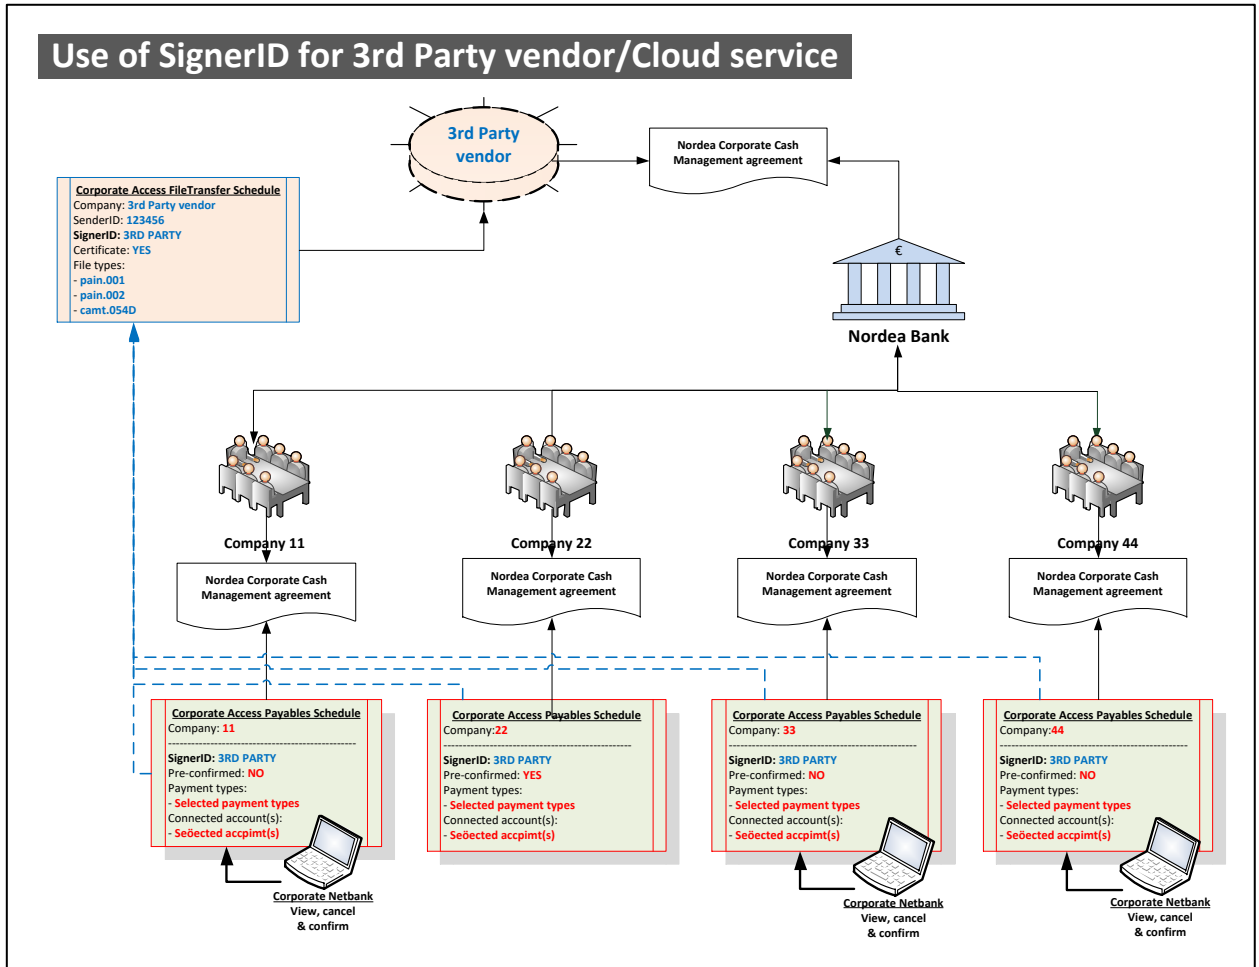 Use of SignerID for 3rd Party vendor/Cloud service
3rd Party
vendor
Nordea Corporate Cash
Management agreement
Corporate Access FileTransfer Schedule
Company: 3rd Party vendor
SenderID: 123456
SignerID: 3RD PARTY
Certificate: YES
File types:
- pain.001
- pain.002
- camt.054D
€
Nordea Bank
Company 11
Company 22
Company 33
Company 44
Nordea Corporate Cash
Management agreement
Nordea Corporate Cash
Management agreement
Nordea Corporate Cash
Management agreement
Nordea Corporate Cash
Management agreement
Corporate Access Payables Schedule
Company: 11
--------------------------------------------------
SignerID: 3RD PARTY
Pre-confirmed: NO
Payment types:
- Selected payment types
Connected account(s):
- Seöected accpimt(s)
Corporate Netbank
View, cancel
& confirm
Corporate Access Payables Schedule
Company:22
--------------------------------------------------
SignerID: 3RD PARTY
Pre-confirmed: YES
Payment types:
- Selected payment types
Connected account(s):
- Seöected accpimt(s)
Corporate Access Payables Schedule
Company: 33
--------------------------------------------------
SignerID: 3RD PARTY
Pre-confirmed: NO
Payment types:
- Selected payment types
Connected account(s):
- Seöected accpimt(s)
Corporate Netbank
View, cancel
& confirm
Corporate Access Payables Schedule
Company:44
--------------------------------------------------
SignerID: 3RD PARTY
Pre-confirmed: NO
Payment types:
- Selected payment types
Connected account(s):
- Seöected accpimt(s)
Corporate Netbank
View, cancel
& confirm